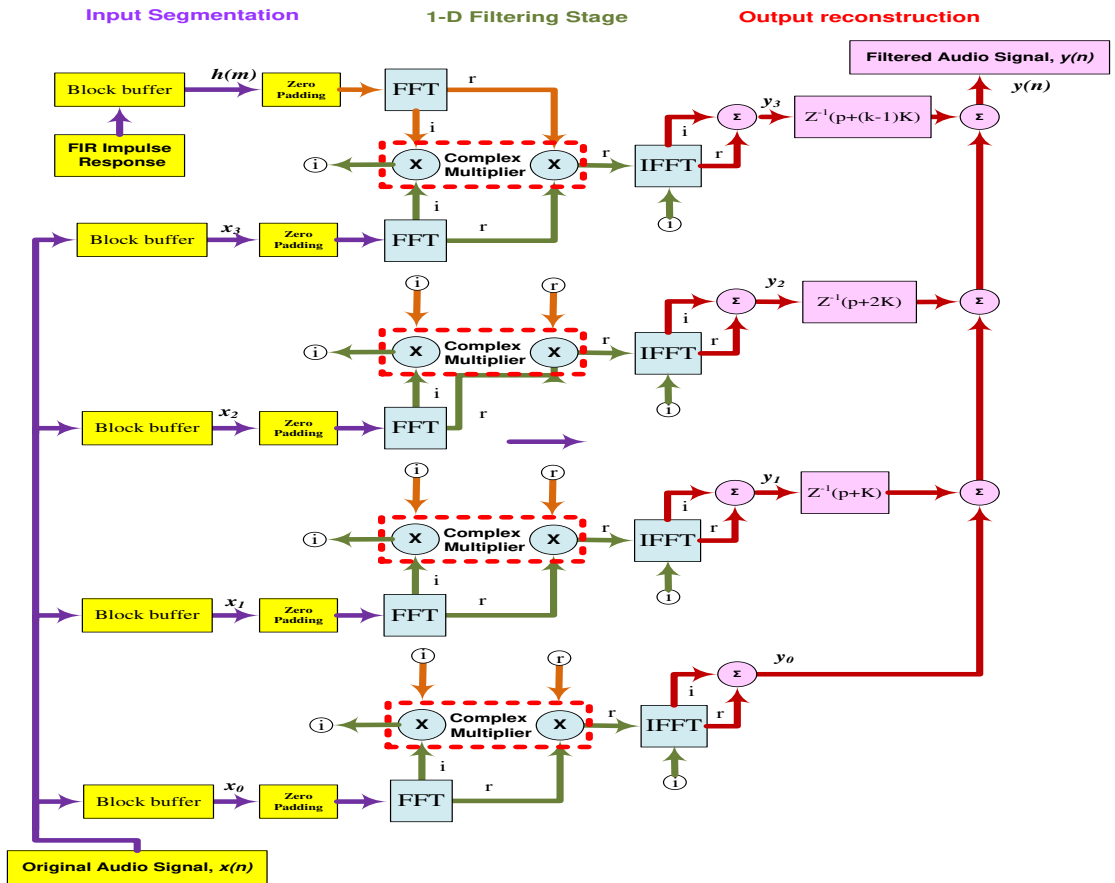 Input Segmentation 1-D Filtering Stage Output reconstruction
Filtered Audio Signal, y(n)
y(n)
Block buffer
h(m)
Zero
Padding
FFT
r
i
FIR Impulse
Response
i
X
Complex
Multiplier
X
r
IFFT
i
r
i
Σ
y3
Z-1(p+(k-1)K)
Σ
i
Block buffer
x3
Zero
Padding
FFT
r
i
r
i
X
Complex
Multiplier
X
r
IFFT
i
r
i
Σ
y2
Z-1(p+2K)
Σ
i
Block buffer
x2
Zero
Padding
FFT
r
i
r
i
X
Complex
Multiplier
X
r
IFFT
i
r
i
Σ
y1
Z-1(p+K)
Σ
i
Block buffer
x1
Zero
Padding
FFT
r
i
r
i
X
Complex
Multiplier
X
r
IFFT
i
r
i
Σ
y0
i
Block buffer
x0
Zero
Padding
FFT
r
Original Audio Signal, x(n)